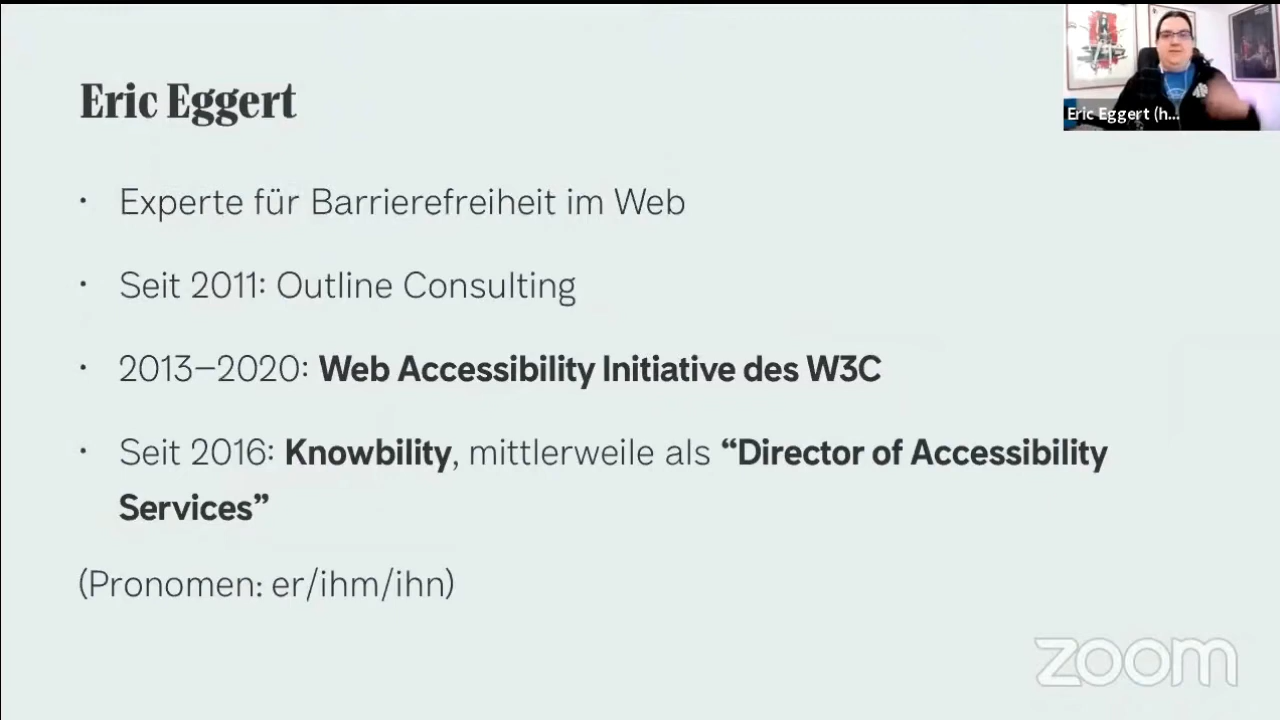 Eric Eggert
Eric Eggert (h...
• Experte für Barrierefreiheit im Web
• Seit 2011: Outline Consulting
• 2013–2020: Web Accessibility Initiative des W3C
• Seit 2016: Knowbility, mittlerweile als “Director of Accessibility
Services”
(Pronomen: er/ihm/ihn)
zoom